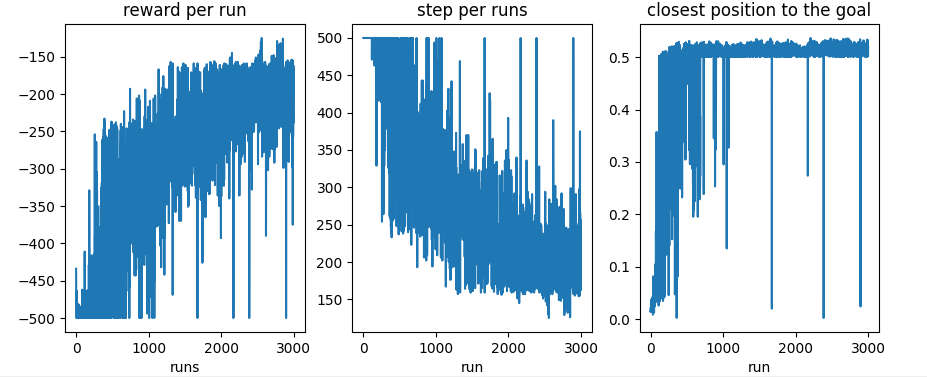 reward per run
−150
−200
−250
−300
−350
−400
−450
−500
0 1000 2000 3000
runs
step per runs
500
450
400
350
300
250
200
150
0 1000 2000 3000
run
closest position to the goal
0.5
0.4
0.3
0.2
0.1
0.0
0 1000 2000 3000
run